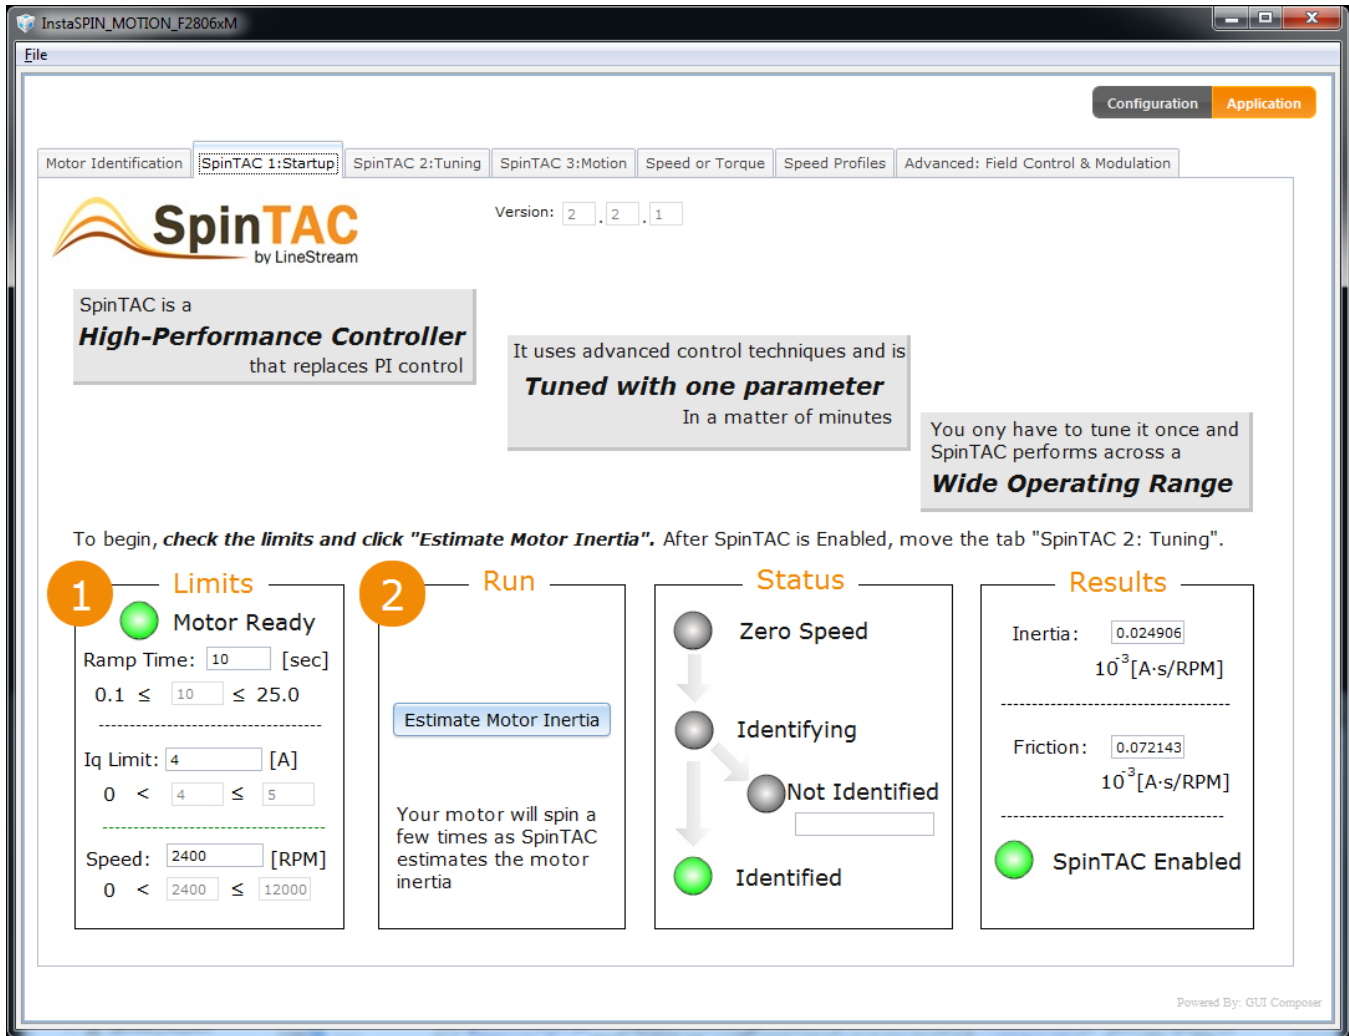 InstaSPIN_MOTION_F2806xM
File
Configuration Application
Motor Identification SpinTAC 1:Startup SpinTAC 2:Tuning SpinTAC 3:Motion Speed or Torque Speed Profiles Advanced: Field Control & Modulation
SpinTAC
by LineStream
Version: 2 . 2 . 1
SpinTAC is a
High-Performance Controller
that replaces PI control
It uses advanced control techniques and is
Tuned with one parameter
In a matter of minutes
You ony have to tune it once and
SpinTAC performs across a
Wide Operating Range
To begin, check the limits and click "Estimate Motor Inertia". After SpinTAC is Enabled, move the tab "SpinTAC 2: Tuning".
1 Limits
Motor Ready
Ramp Time: 10 [sec]
0.1 ≤ 10 ≤ 25.0
Iq Limit: 4 [A]
0 < 4 ≤ 5
Speed: 2400 [RPM]
0 < 2400 ≤ 12000
2 Run
Estimate Motor Inertia
Your motor will spin a
few times as SpinTAC
estimates the motor
inertia
Status
Zero Speed
Identifying
Not Identified
Identified
Results
Inertia: 0.024906
10⁻³[A·s/RPM]
Friction: 0.072143
10⁻³[A·s/RPM]
SpinTAC Enabled
Powered By: GUI Composer